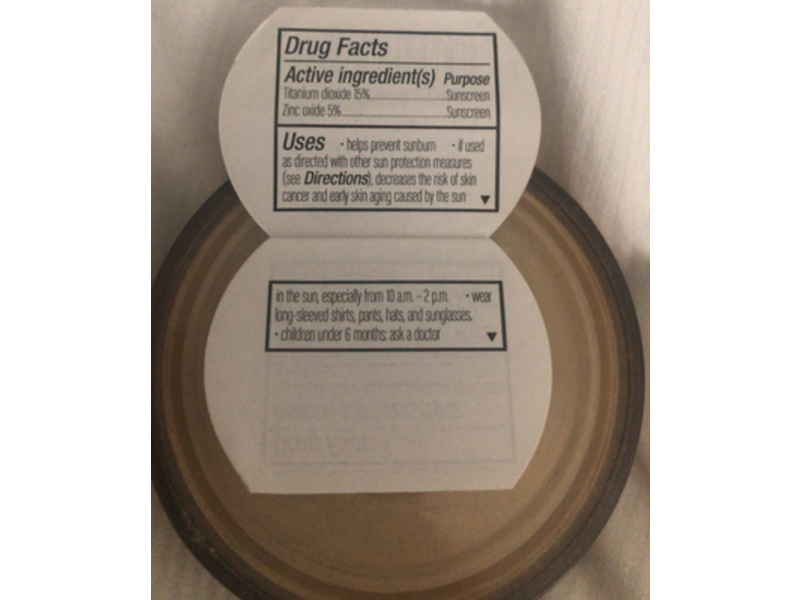 Drug Facts
Active ingredient(s) Purpose
Titanium dioxide 15% Sunscreen
Zinc oxide 5% Sunscreen
Uses • helps prevent sunburn • if used
as directed with other sun protection measures
(see Directions), decreases the risk of skin
cancer and early skin aging caused by the sun ▼
in the sun, especially from 10 a.m. - 2 p.m. • wear
long-sleeved shirts, pants, hats, and sunglasses.
• children under 6 months: ask a doctor ▼